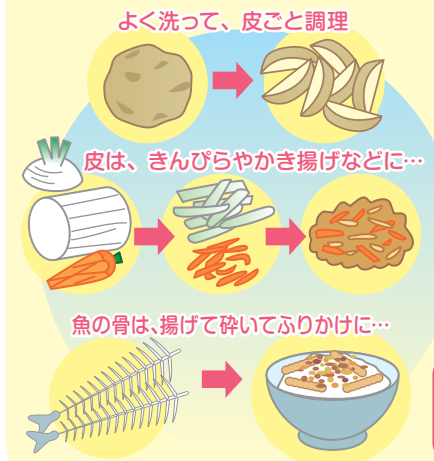 よく洗って、皮ごと調理
皮は、きんぴらやかき揚げなどに…
魚の骨は、揚げて砕いてふりかけに…